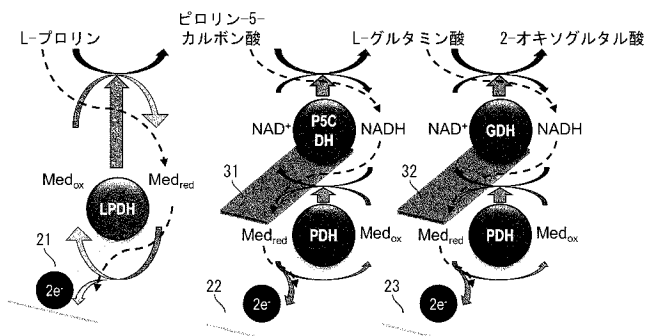 L-プロリン
ピロリン-5-
カルボン酸
L-グルタミン酸
2-オキソグルタル酸
NAD⁺
P5C
DH
NADH
NAD⁺
GDH
NADH
31
32
Medox
Medred
LPDH
21
Medred
PDH
Medox
Medred
PDH
Medox
2e⁻
22
2e⁻
23
2e⁻